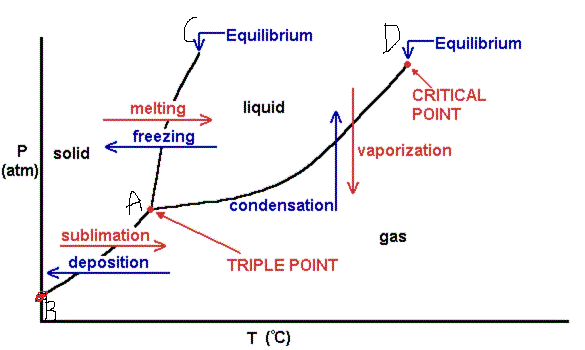 C
Equilibrium
D
Equilibrium
melting
liquid
CRITICAL
POINT
freezing
solid
P
(atm)
vaporization
A
condensation
sublimation
gas
deposition
TRIPLE POINT
B
T (°C)